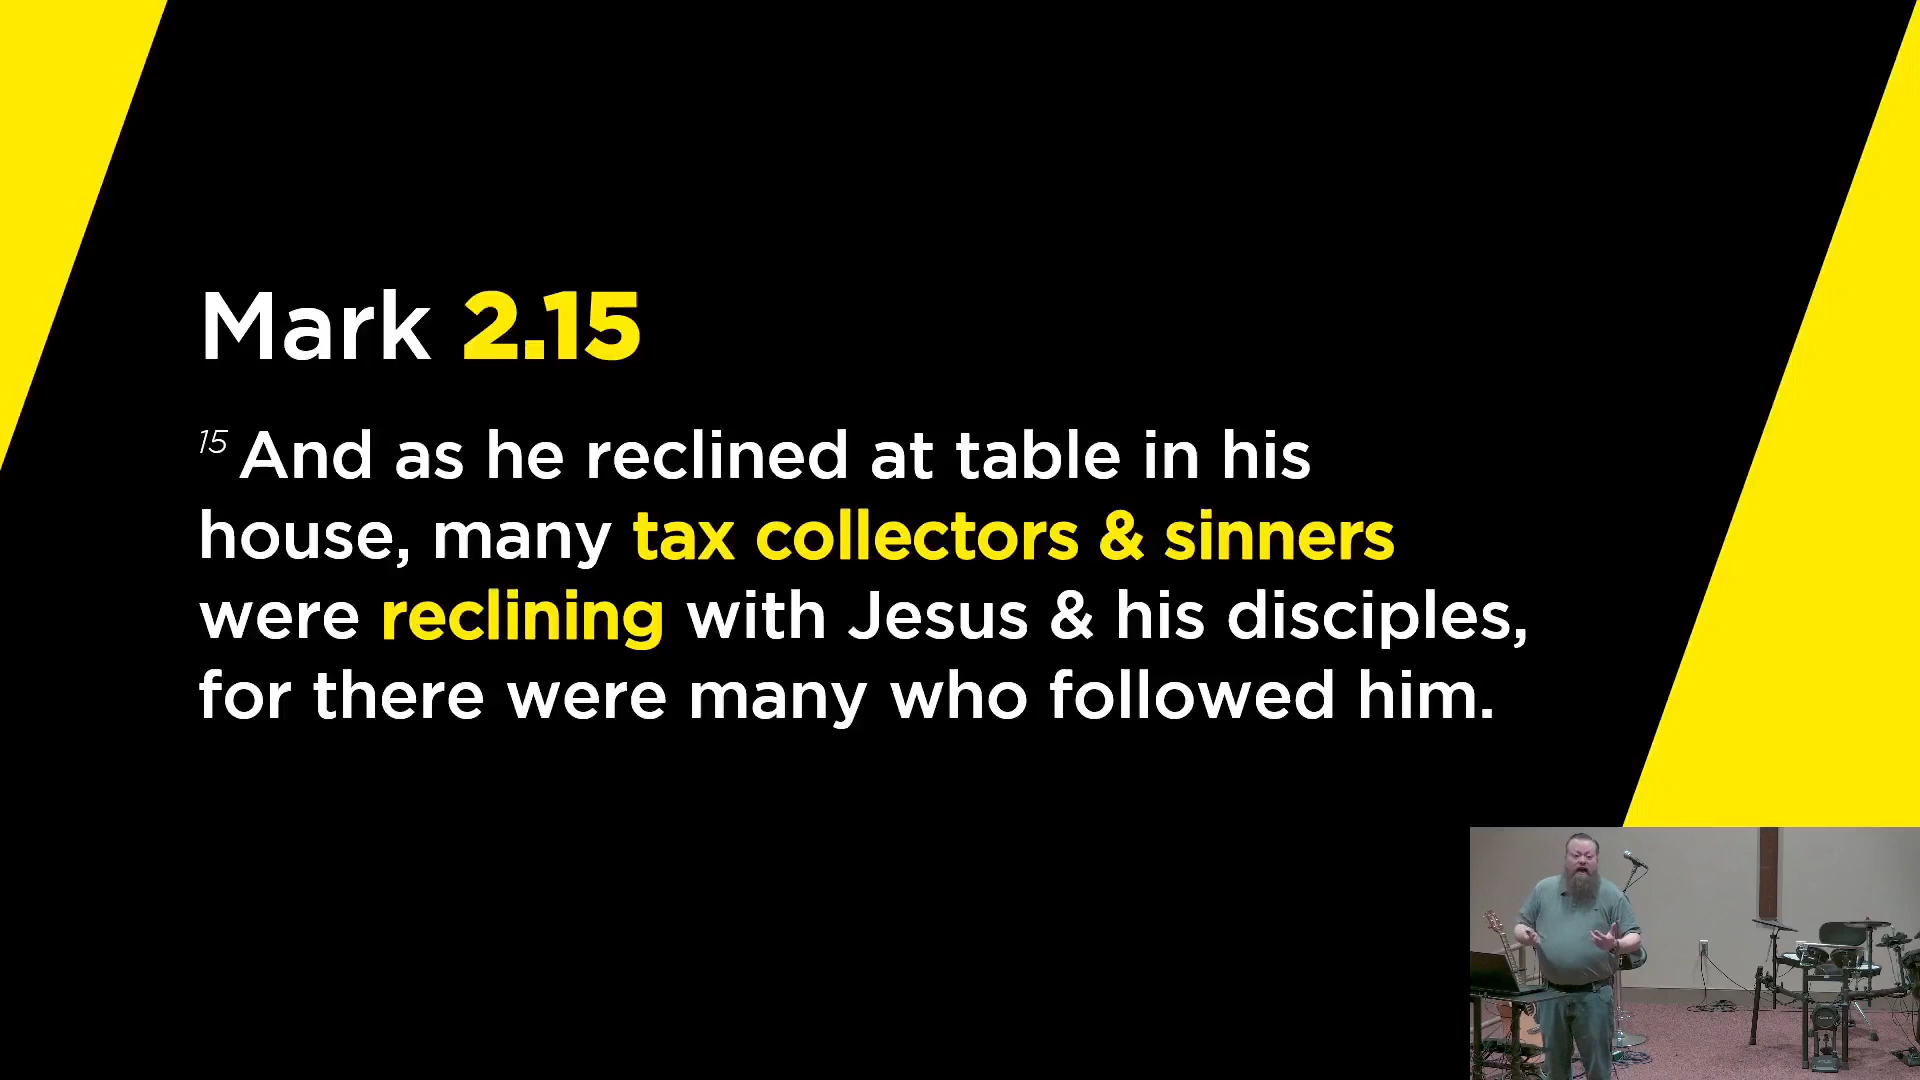 Mark 2.15
15 And as he reclined at table in his
house, many tax collectors & sinners
were reclining with Jesus & his disciples,
for there were many who followed him.